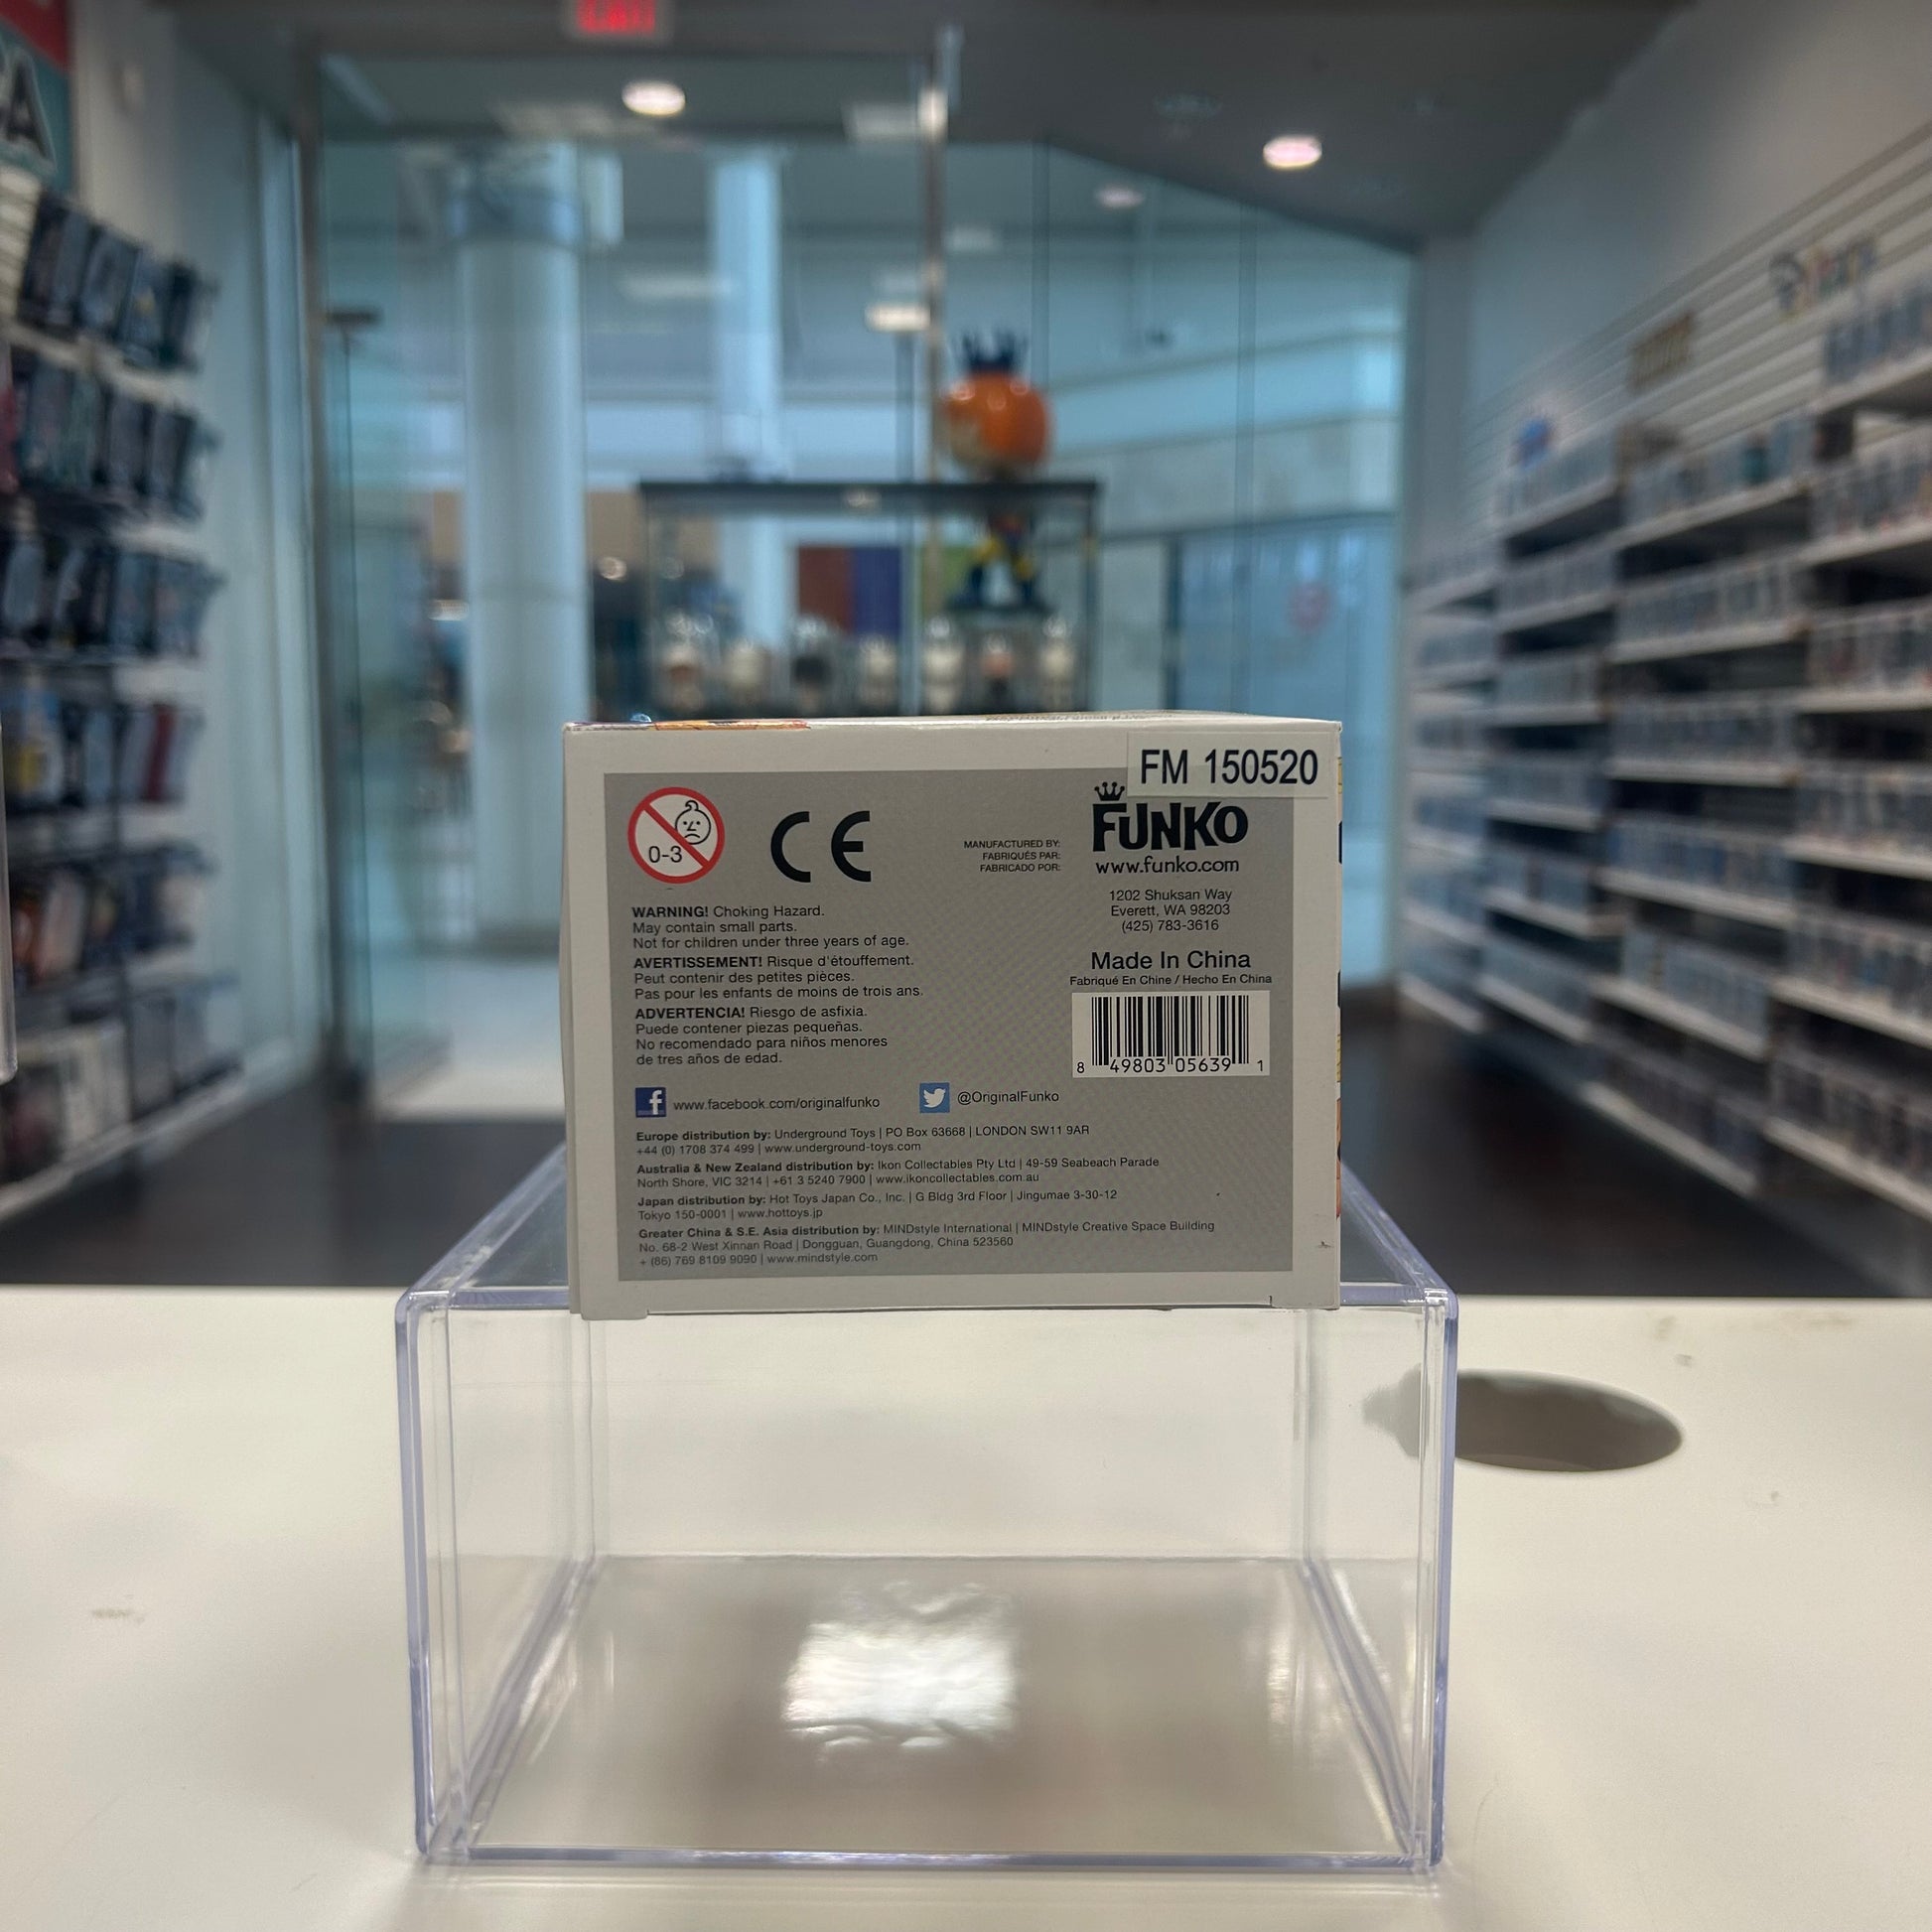 FM 150520
0-3
CE
MANUFACTURED BY:
FABRIQUÉS PAR:
FABRICADO POR:
FUNKO
www.funko.com
1202 Shuksan Way
Everett, WA 98203
(425) 783-3616
WARNING! Choking Hazard.
May contain small parts.
Not for children under three years of age.
AVERTISSEMENT! Risque d'étouffement.
Peut contenir des petites pièces.
Pas pour les enfants de moins de trois ans.
ADVERTENCIA! Riesgo de asfixia.
Puede contener piezas pequeñas.
No recomendado para niños menores
de tres años de edad.
Made In China
Fabriqué En Chine / Hecho En China
8 49803 05639 1
www.facebook.com/originalfunko
@OriginalFunko
Europe distribution by: Underground Toys | PO Box 63668 | LONDON SW11 9AR
+44 (0) 1708 374 499 | www.underground-toys.com
Australia & New Zealand distribution by: Ikon Collectables Pty Ltd | 49-59 Seabeach Parade
North Shore, VIC 3214 | +61 3 5240 7900 | www.ikoncollectables.com.au
Japan distribution by: Hot Toys Japan Co., Inc. | G Bldg 3rd Floor | Jingumae 3-30-12
Tokyo 150-0001 | www.hottoys.jp
Greater China & S.E. Asia distribution by: MINDstyle International | MINDstyle Creative Space Building
No. 68-2 West Xinnan Road | Dongguan, Guangdong, China 523560
+ (86) 769 8109 9090 | www.mindstyle.com